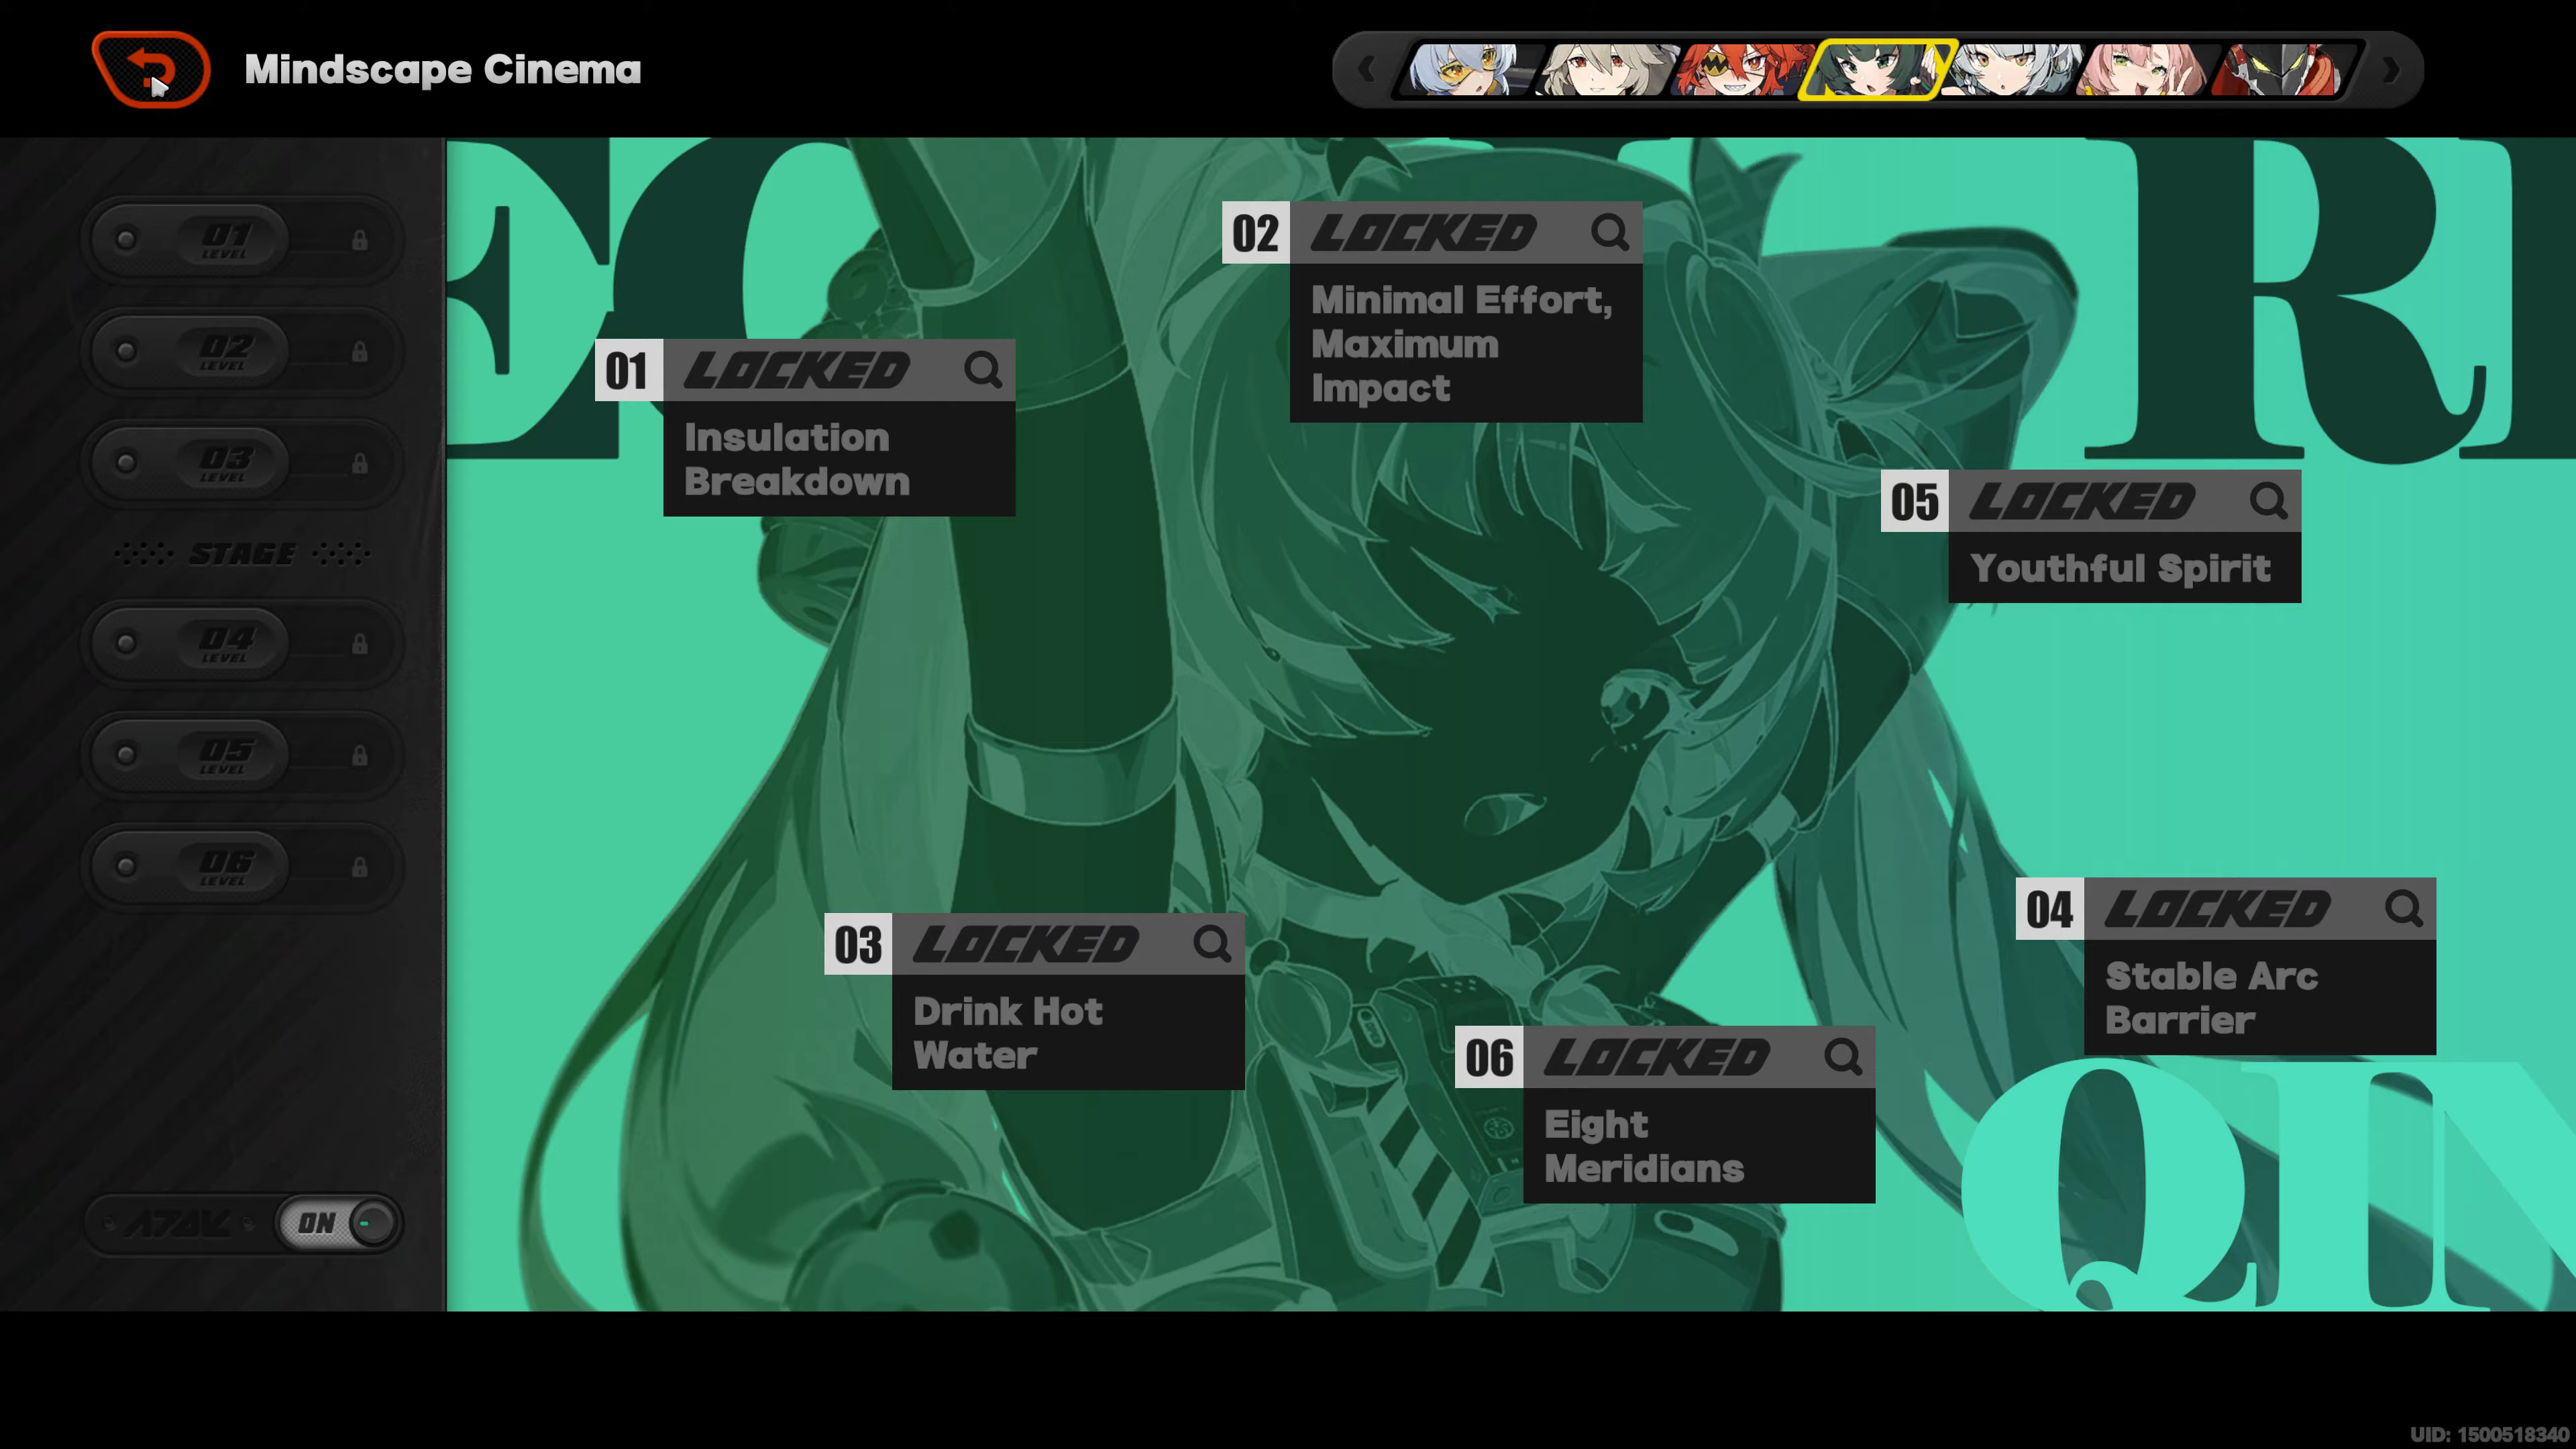 Mindscape Cinema
01
LEVEL
02
LEVEL
03
LEVEL
STAGE
04
LEVEL
05
LEVEL
06
LEVEL
ON
02 LOCKED
Minimal Effort,
Maximum
Impact
01 LOCKED
Insulation
Breakdown
05 LOCKED
Youthful Spirit
04 LOCKED
Stable Arc
Barrier
03 LOCKED
Drink Hot
Water
06 LOCKED
Eight
Meridians
QIN
UID: 1500518340